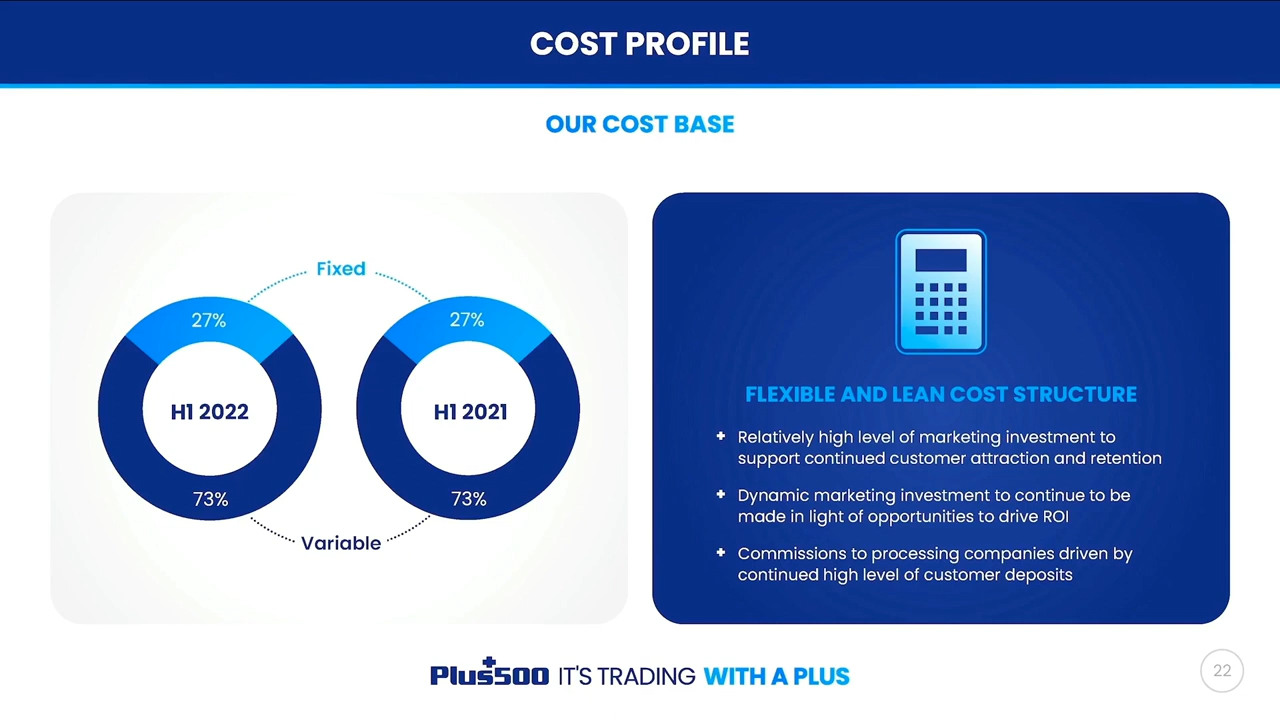 COST PROFILE
OUR COST BASE
Fixed
27%
27%
H1 2022
H1 2021
73%
73%
Variable
FLEXIBLE AND LEAN COST STRUCTURE
Relatively high level of marketing investment to
support continued customer attraction and retention
Dynamic marketing investment to continue to be
made in light of opportunities to drive ROI
Commissions to processing companies driven by
continued high level of customer deposits
Plus500 IT'S TRADING WITH A PLUS
22